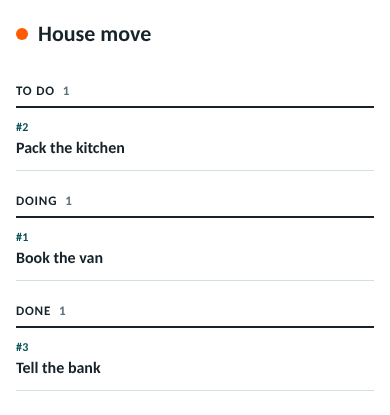 House move
TO DO 1
#2
Pack the kitchen
DOING 1
#1
Book the van
DONE 1
#3
Tell the bank